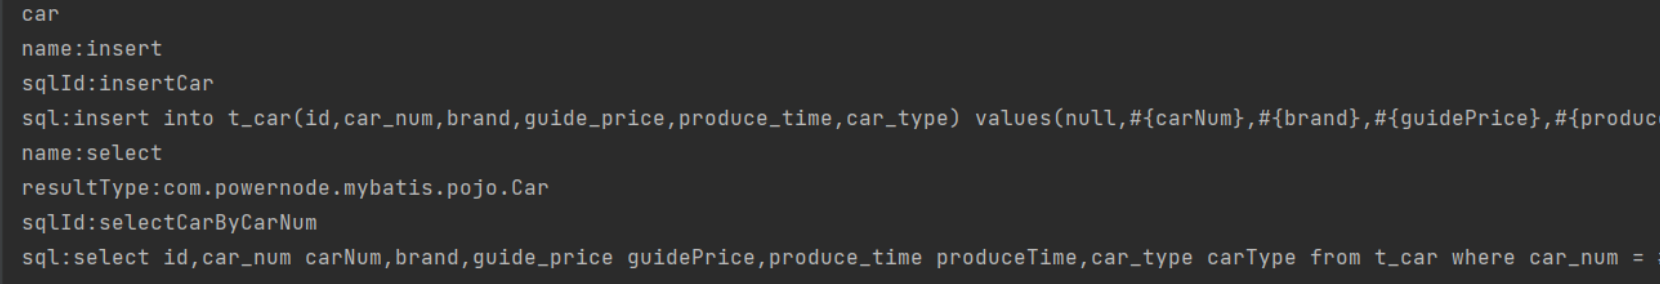 car
name:insert
sqlId:insertCar
sql:insert into t_car(id,car_num,brand,guide_price,produce_time,car_type) values(null,#{carNum},#{brand},#{guidePrice},#{produc
name:select
resultType:com.powernode.mybatis.pojo.Car
sqlId:selectCarByCarNum
sql:select id,car_num carNum,brand,guide_price guidePrice,produce_time produceTime,car_type carType from t_car where car_num =